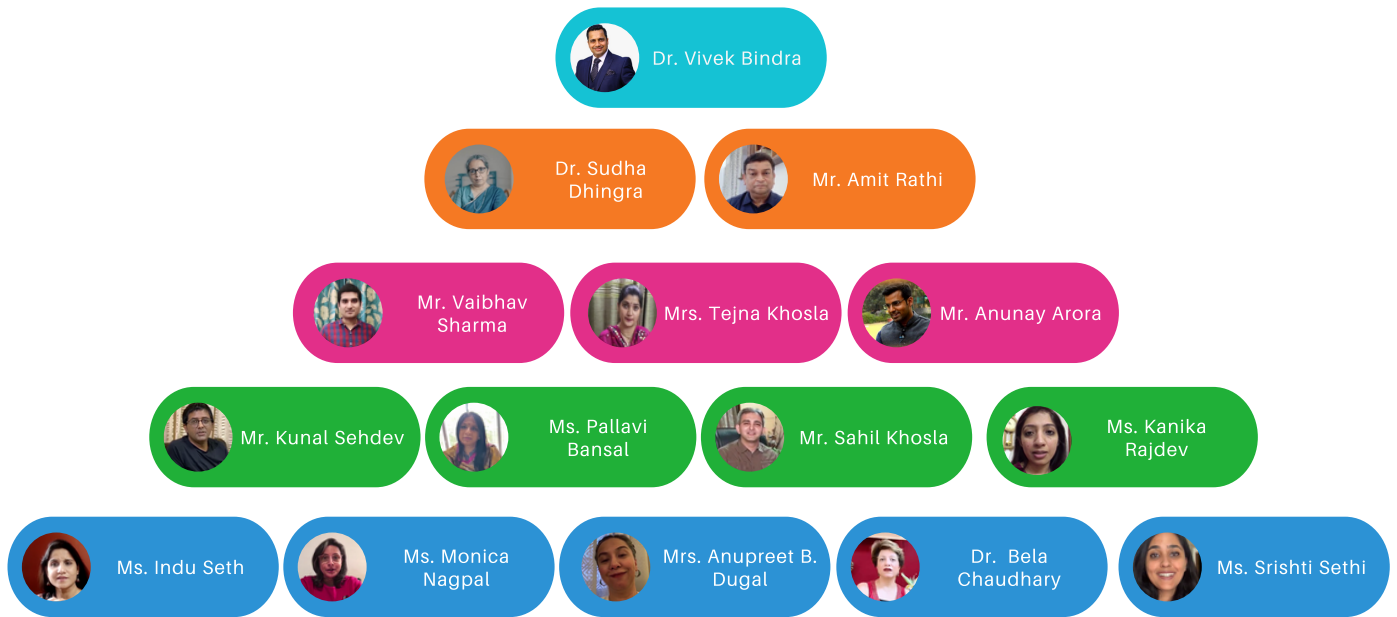 Dr. Vivek Bindra
Dr. Sudha
Dhingra
Mr. Amit Rathi
Mr. Vaibhav
Sharma
Mrs. Tejna Khosla
Mr. Anunay Arora
Mr. Kunal Sehdev
Ms. Pallavi
Bansal
Mr. Sahil Khosla
Ms. Kanika
Rajdev
Ms. Indu Seth
Ms. Monica
Nagpal
Mrs. Anupreet B.
Dugal
Dr. Bela
Chaudhary
Ms. Srishti Sethi